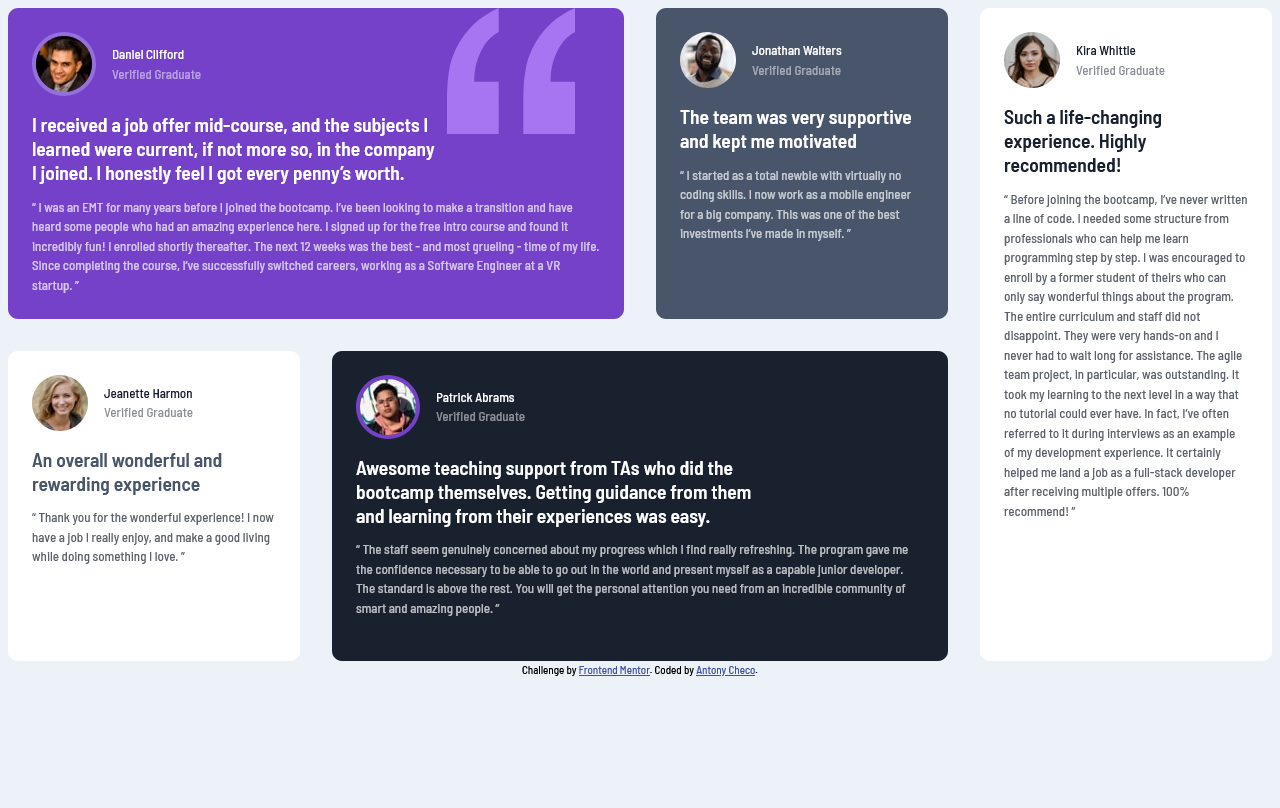 Daniel Clifford
Verified Graduate
I received a job offer mid-course, and the subjects I
learned were current, if not more so, in the company
I joined. I honestly feel I got every penny’s worth.
“ I was an EMT for many years before I joined the bootcamp. I’ve been looking to make a transition and have
heard some people who had an amazing experience here. I signed up for the free intro course and found it
incredibly fun! I enrolled shortly thereafter. The next 12 weeks was the best - and most grueling - time of my life.
Since completing the course, I’ve successfully switched careers, working as a Software Engineer at a VR
startup. ”
Jonathan Walters
Verified Graduate
The team was very supportive
and kept me motivated
“ I started as a total newbie with virtually no
coding skills. I now work as a mobile engineer
for a big company. This was one of the best
investments I’ve made in myself. ”
Kira Whittle
Verified Graduate
Such a life-changing
experience. Highly
recommended!
“ Before joining the bootcamp, I’ve never written
a line of code. I needed some structure from
professionals who can help me learn
programming step by step. I was encouraged to
enroll by a former student of theirs who can
only say wonderful things about the program.
The entire curriculum and staff did not
disappoint. They were very hands-on and I
never had to wait long for assistance. The agile
team project, in particular, was outstanding. It
took my learning to the next level in a way that
no tutorial could ever have. In fact, I’ve often
referred to it during interviews as an example
of my development experience. It certainly
helped me land a job as a full-stack developer
after receiving multiple offers. 100%
recommend! ”
Jeanette Harmon
Verified Graduate
An overall wonderful and
rewarding experience
“ Thank you for the wonderful experience! I now
have a job I really enjoy, and make a good living
while doing something I love. ”
Patrick Abrams
Verified Graduate
Awesome teaching support from TAs who did the
bootcamp themselves. Getting guidance from them
and learning from their experiences was easy.
“ The staff seem genuinely concerned about my progress which I find really refreshing. The program gave me
the confidence necessary to be able to go out in the world and present myself as a capable junior developer.
The standard is above the rest. You will get the personal attention you need from an incredible community of
smart and amazing people. ”
Challenge by Frontend Mentor. Coded by Antony Checo.